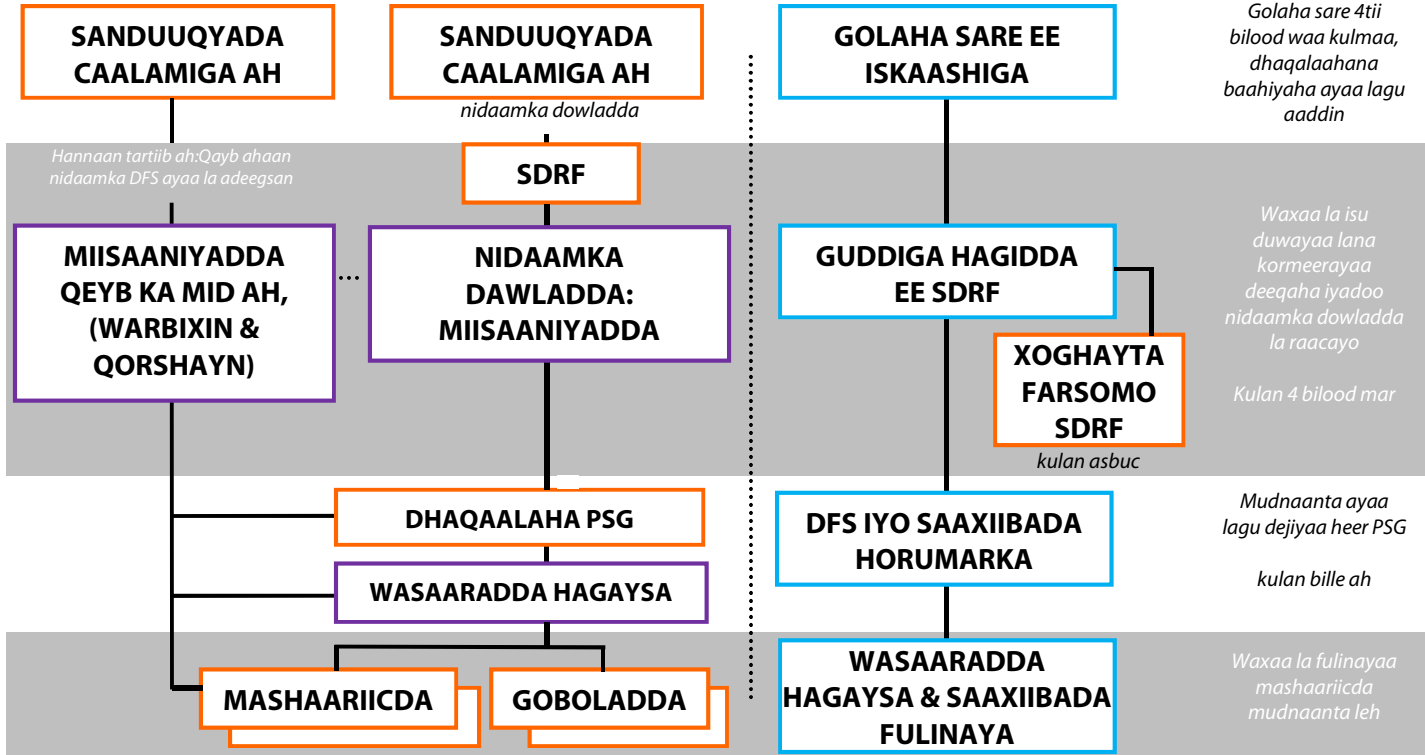 SANDUUQYADA
CAALAMIGA AH
SANDUUQYADA
CAALAMIGA AH
nidaamka dowladda
GOLAHA SARE EE
ISKAASHIGA
Golaha sare 4tii
bilood waa kulmaa,
dhaqalaahana
baahiyaha ayaa lagu
aaddin
Hannaan tartiib ah:Qayb ahaan
nidaamka DFS ayaa la adeegsan
SDRF
MIISAANIYADDA
QEYB KA MID AH,
(WARBIXIN &
QORSHAYN)
...
NIDAAMKA
DAWLADDA:
MIISAANIYADDA
GUDDIGA HAGIDDA
EE SDRF
XOGHAYTA
FARSOMO
SDRF
kulan asbuc
Waxaa la isu
duwayaa lana
kormeerayaa
deeqaha iyadoo
nidaamka dowladda
la raacayo
Kulan 4 bilood mar
DHAQAALAHA PSG
WASAARADDA HAGAYSA
DFS IYO SAAXIIBADA
HORUMARKA
Mudnaanta ayaa
lagu dejiyaa heer PSG
kulan bille ah
MASHAARIICDA
GOBOLADDA
WASAARADDA
HAGAYSA & SAAXIIBADA
FULINAYA
Waxaa la fulinayaa
mashaariicda
mudnaanta leh